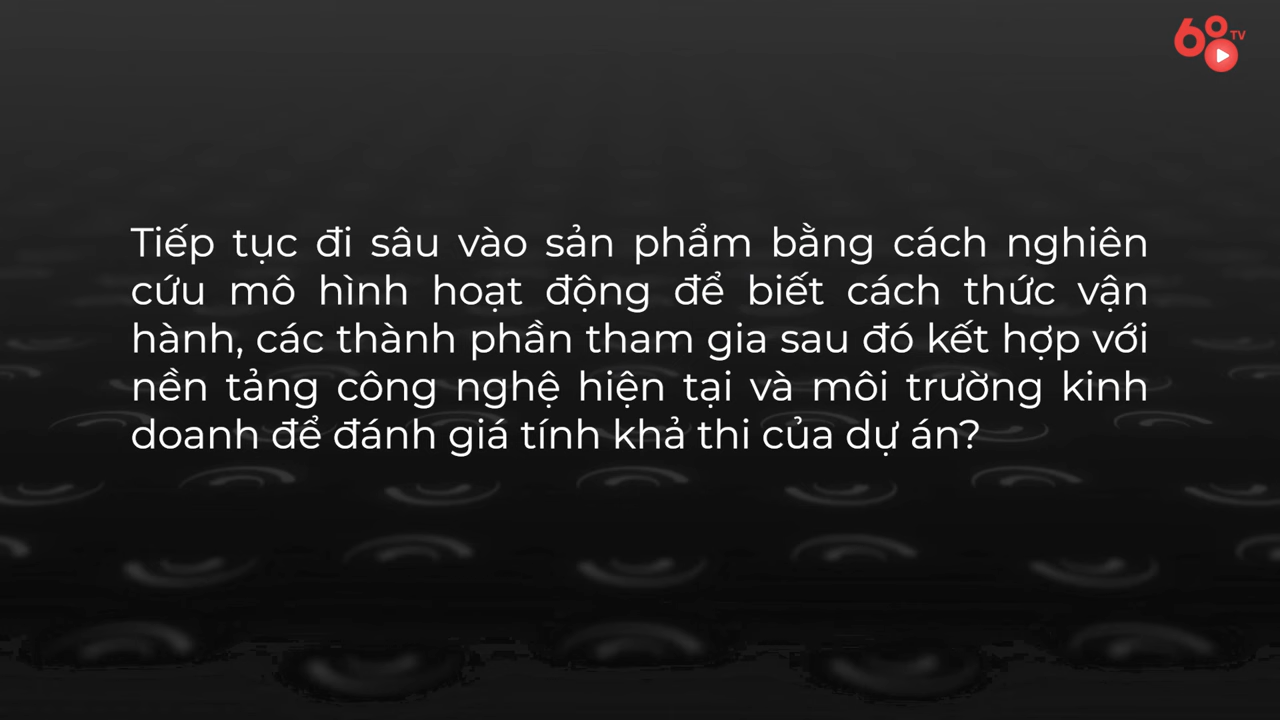 68 TV
Tiếp tục đi sâu vào sản phẩm bằng cách nghiên
cứu mô hình hoạt động để biết cách thức vận
hành, các thành phần tham gia sau đó kết hợp với
nền tảng công nghệ hiện tại và môi trường kinh
doanh để đánh giá tính khả thi của dự án?